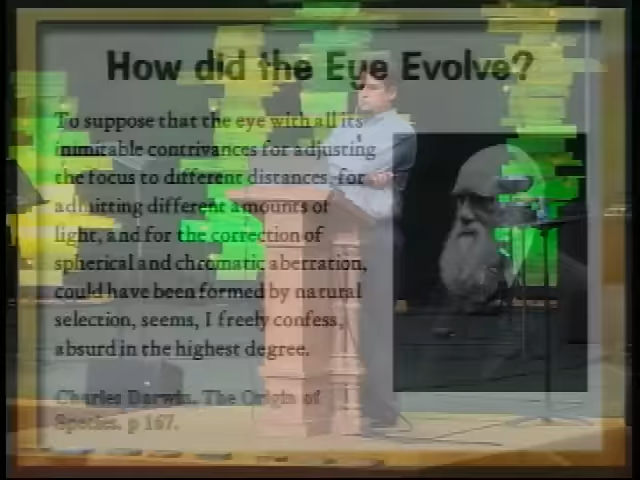 How did the Eye Evolve?
To suppose that the eye with all its
inimitable contrivances for adjusting
the focus to different distances, for
admitting different amounts of
light, and for the correction of
spherical and chromatic aberration,
could have been formed by natural
selection, seems, I freely confess,
absurd in the highest degree.
Charles Darwin, The Origin of
Species. p 167.